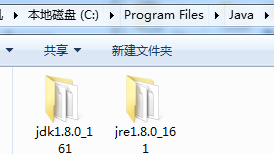 本地磁盘 (C:) ▸ Program Files ▸ Java ▸
共享 ▾ 新建文件夹
jdk1.8.0_1
61
jre1.8.0_16
1